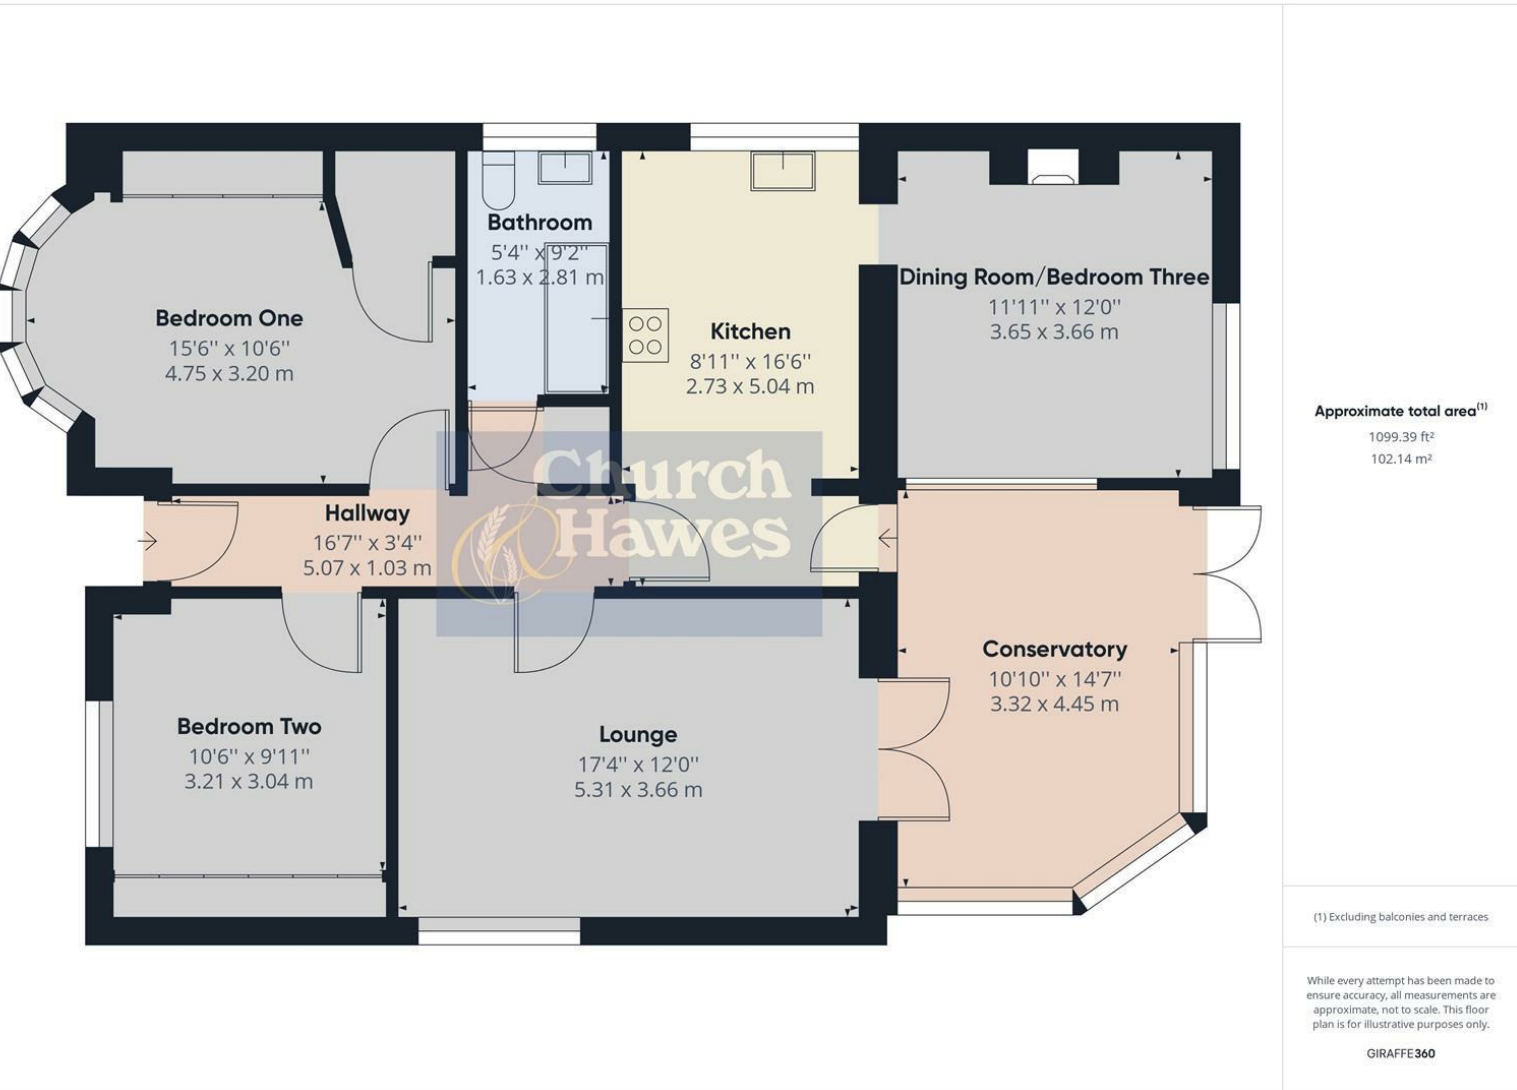 Bathroom
5'4'' x 9'2''
1.63 x 2.81 m
Dining Room/Bedroom Three
11'11'' x 12'0''
3.65 x 3.66 m
Bedroom One
15'6'' x 10'6''
4.75 x 3.20 m
Kitchen
8'11'' x 16'6''
2.73 x 5.04 m
Church
& Hawes
Hallway
16'7'' x 3'4''
5.07 x 1.03 m
Conservatory
10'10'' x 14'7''
3.32 x 4.45 m
Bedroom Two
10'6'' x 9'11''
3.21 x 3.04 m
Lounge
17'4'' x 12'0''
5.31 x 3.66 m
Approximate total area(1)
1099.39 ft²
102.14 m²
(1) Excluding balconies and terraces
While every attempt has been made to
ensure accuracy, all measurements are
approximate, not to scale. This floor
plan is for illustrative purposes only.
GIRAFFE360